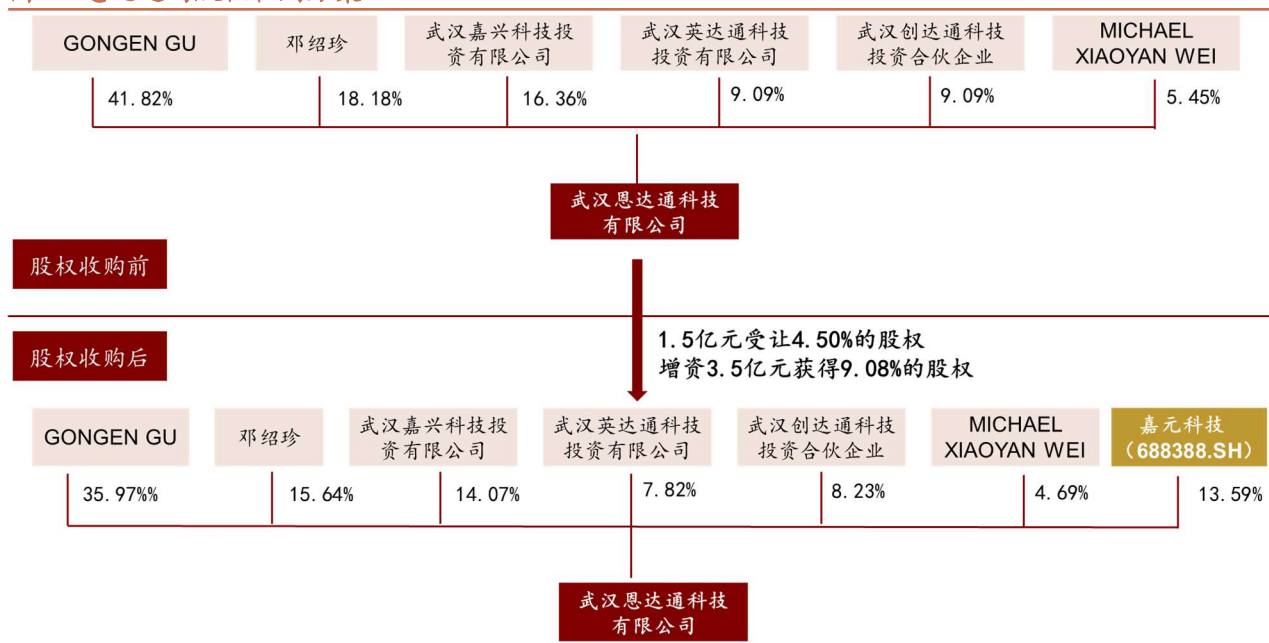 GONGEN GU
邓绍珍
武汉嘉兴科技投
资有限公司
武汉英达通科技
投资有限公司
武汉创达通科技
投资合伙企业
MICHAEL
XIAOYAN WEI
41.82%
18.18%
16.36%
9.09%
9.09%
5.45%
武汉恩达通科技
有限公司
股权收购前
股权收购后
1.5亿元受让4.50%的股权
增资3.5亿元获得9.08%的股权
GONGEN GU
邓绍珍
武汉嘉兴科技投
资有限公司
武汉英达通科技
投资有限公司
武汉创达通科技
投资合伙企业
MICHAEL
XIAOYAN WEI
嘉元科技
（688388.SH）
35.97%%
15.64%
14.07%
7.82%
8.23%
4.69%
13.59%
武汉恩达通科技
有限公司